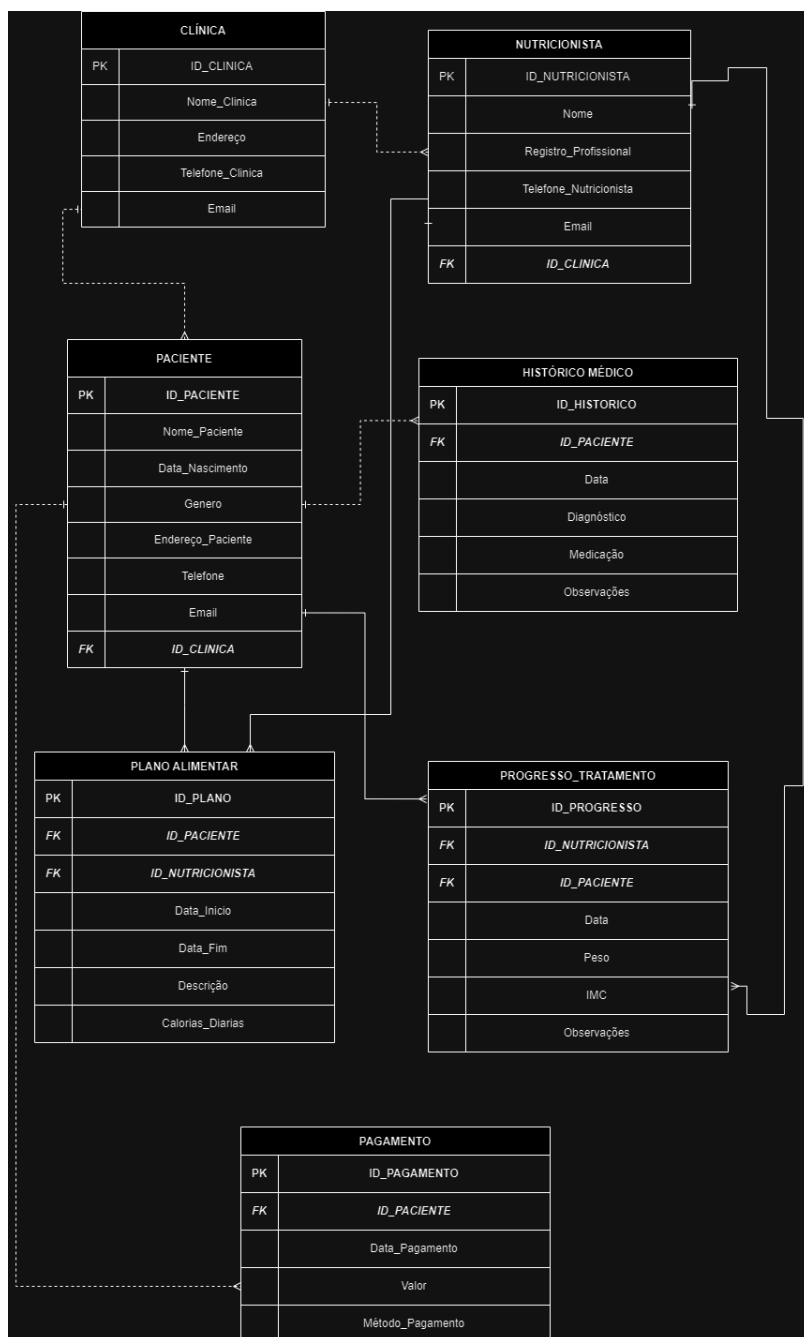 CLÍNICA
PK ID_CLINICA
Nome_Clinica
Endereço
Telefone_Clinica
Email
NUTRICIONISTA
PK ID_NUTRICIONISTA
Nome
Registro_Profissional
Telefone_Nutricionista
Email
FK ID_CLINICA
PACIENTE
PK ID_PACIENTE
Nome_Paciente
Data_Nascimento
Genero
Endereço_Paciente
Telefone
Email
FK ID_CLINICA
HISTÓRICO MÉDICO
PK ID_HISTORICO
FK ID_PACIENTE
Data
Diagnóstico
Medicação
Observações
PLANO ALIMENTAR
PK ID_PLANO
FK ID_PACIENTE
FK ID_NUTRICIONISTA
Data_Inicio
Data_Fim
Descrição
Calorias_Diarias
PROGRESSO_TRATAMENTO
PK ID_PROGRESSO
FK ID_NUTRICIONISTA
FK ID_PACIENTE
Data
Peso
IMC
Observações
PAGAMENTO
PK ID_PAGAMENTO
FK ID_PACIENTE
Data_Pagamento
Valor
Método_Pagamento